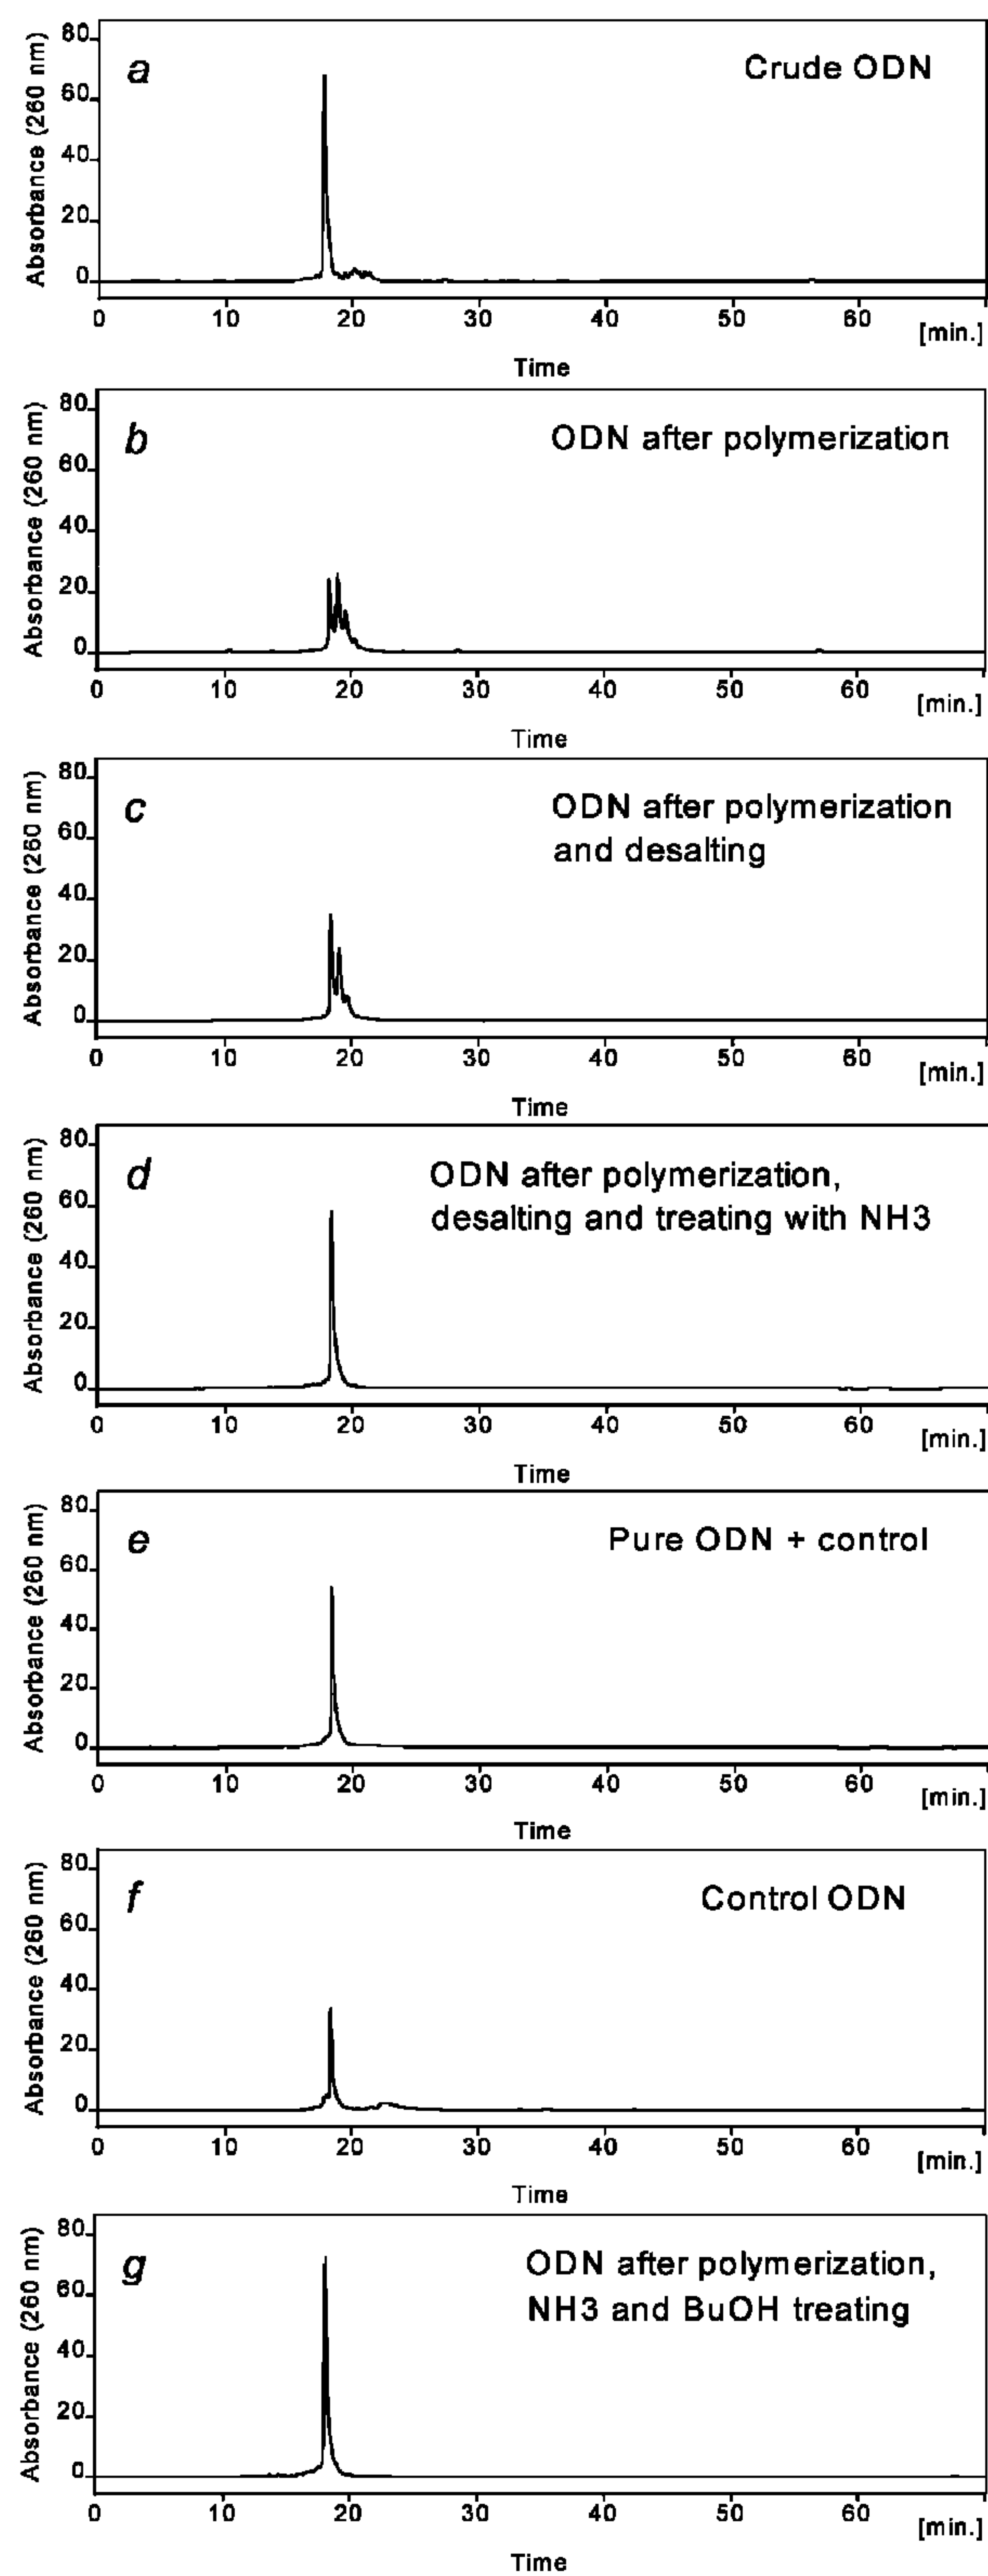 Absorbance (260 nm)
80
60
40
20
0
a
Crude ODN
0 10 20 30 40 50 60
[min.]
Time
Absorbance (260 nm)
80
60
40
20
0
b
ODN after polymerization
0 10 20 30 40 50 60
[min.]
Time
Absorbance (260 nm)
80
60
40
20
0
c
ODN after polymerization
and desalting
0 10 20 30 40 50 60
[min.]
Time
Absorbance (260 nm)
80
60
40
20
0
d
ODN after polymerization,
desalting and treating with NH3
0 10 20 30 40 50 60
[min.]
Time
Absorbance (260 nm)
80
60
40
20
0
e
Pure ODN + control
0 10 20 30 40 50 60
[min.]
Time
Absorbance (260 nm)
80
60
40
20
0
f
Control ODN
0 10 20 30 40 50 60
[min.]
Time
Absorbance (260 nm)
80
60
40
20
0
g
ODN after polymerization,
NH3 and BuOH treating
0 10 20 30 40 50 60
[min.]
Time